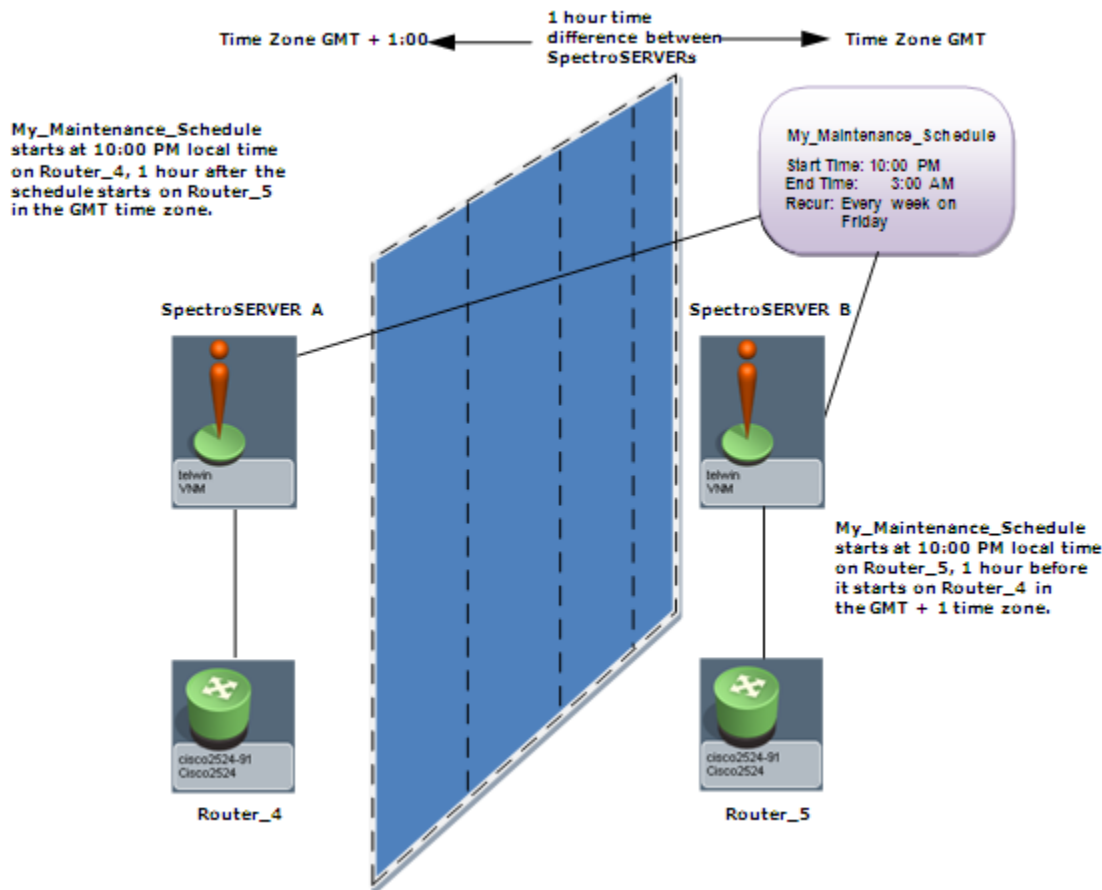 1 hour time
difference between
SpectroSERVERs
Time Zone GMT + 1:00
Time Zone GMT
My_Maintenance_Schedule
starts at 10:00 PM local time
on Router_4, 1 hour after the
schedule starts on Router_5
in the GMT time zone.
My_Maintenance_Schedule
Start Time: 10:00 PM
End Time: 3:00 AM
Recur: Every week on
Friday
SpectroSERVER A
SpectroSERVER B
telwin
VNM
telwin
VNM
My_Maintenance_Schedule
starts at 10:00 PM local time
on Router_5, 1 hour before
it starts on Router_4 in
the GMT + 1 time zone.
cisco2524-91
Cisco2524
cisco2524-91
Cisco2524
Router_4
Router_5